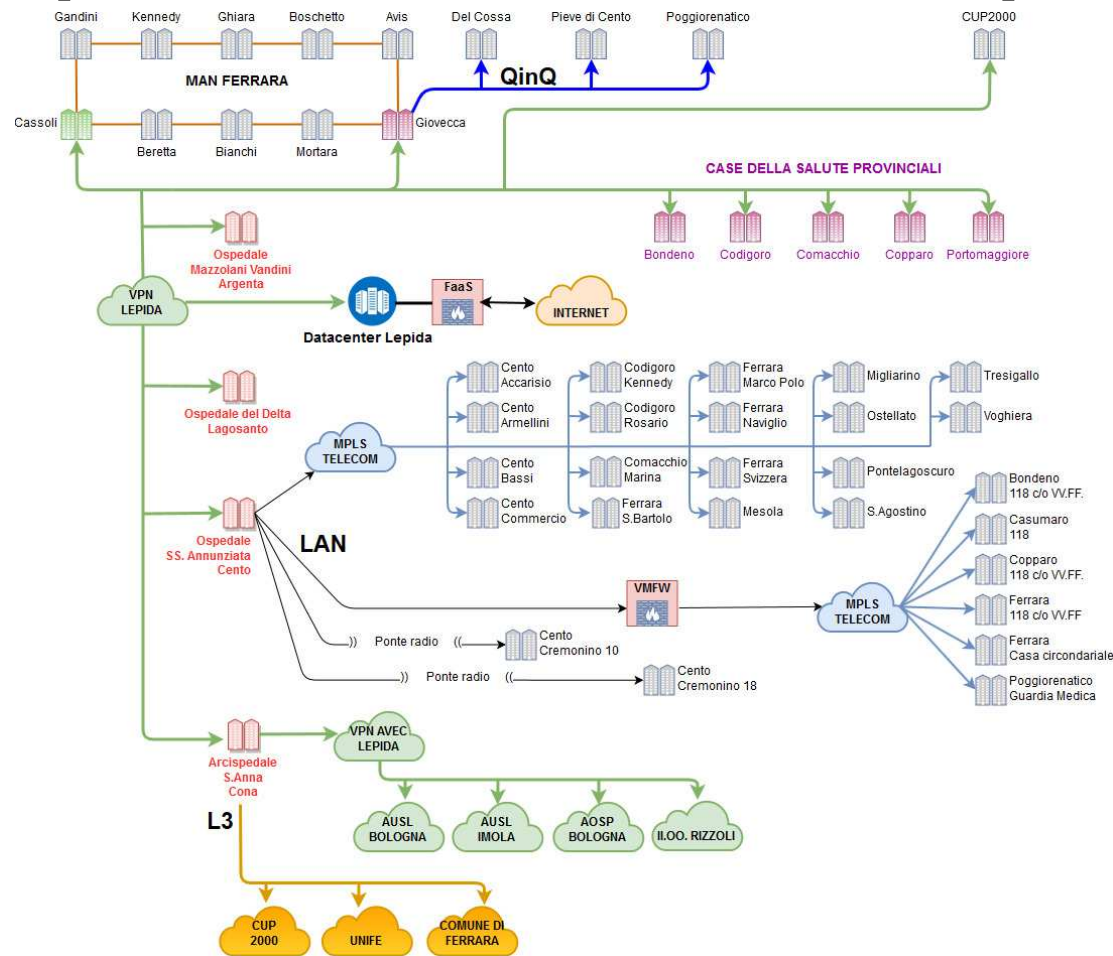 Gandini
Kennedy
Ghiara
Boschetto
Avis
Del Cossa
Pieve di Cento
Poggiorenatico
CUP2000
MAN FERRARA
QinQ
Cassoli
Giovecca
Beretta
Bianchi
Mortara
CASE DELLA SALUTE PROVINCIALI
Bondeno
Codigoro
Comacchio
Copparo
Portomaggiore
Ospedale
Mazzolani Vandini
Argenta
VPN
LEPIDA
FaaS
INTERNET
Datacenter Lepida
Ospedale del Delta
Lagosanto
MPLS
TELECOM
Cento
Accarisio
Cento
Armellini
Cento
Bassi
Cento
Commercio
Codigoro
Kennedy
Codigoro
Rosario
Comacchio
Marina
Ferrara
S.Bartolo
Ferrara
Marco Polo
Ferrara
Naviglio
Ferrara
Svizzera
Mesola
Migliarino
Ostellato
Pontelagoscuro
S.Agostino
Tresigallo
Voghiera
Ospedale
SS. Annunziata
Cento
LAN
VMFW
MPLS
TELECOM
Bondeno
118 c/o VV.FF.
Casumaro
118
Copparo
118 c/o VV.FF.
Ferrara
118 c/o VV.FF
Ferrara
Casa circondariale
Poggiorenatico
Guardia Medica
)) Ponte radio ((
Cento
Cremonino 10
)) Ponte radio ((
Cento
Cremonino 18
Arcispedale
S.Anna
Cona
VPN AVEC
LEPIDA
AUSL
BOLOGNA
AUSL
IMOLA
AOSP
BOLOGNA
II.OO. RIZZOLI
L3
CUP
2000
UNIFE
COMUNE DI
FERRARA